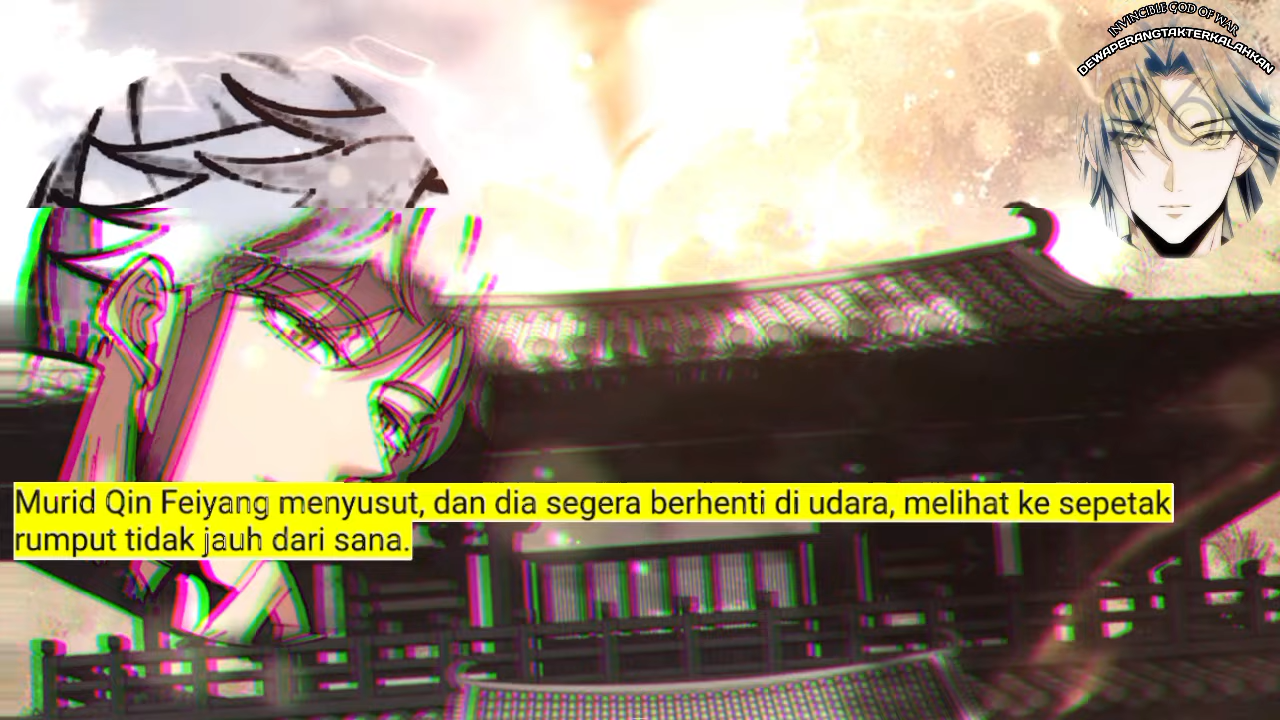 INVINCIBLE GOD OF WAR
DEWAPERANGTAKTERKALAHKAN
Murid Qin Feiyang menyusut, dan dia segera berhenti di udara, melihat ke sepetak
rumput tidak jauh dari sana.